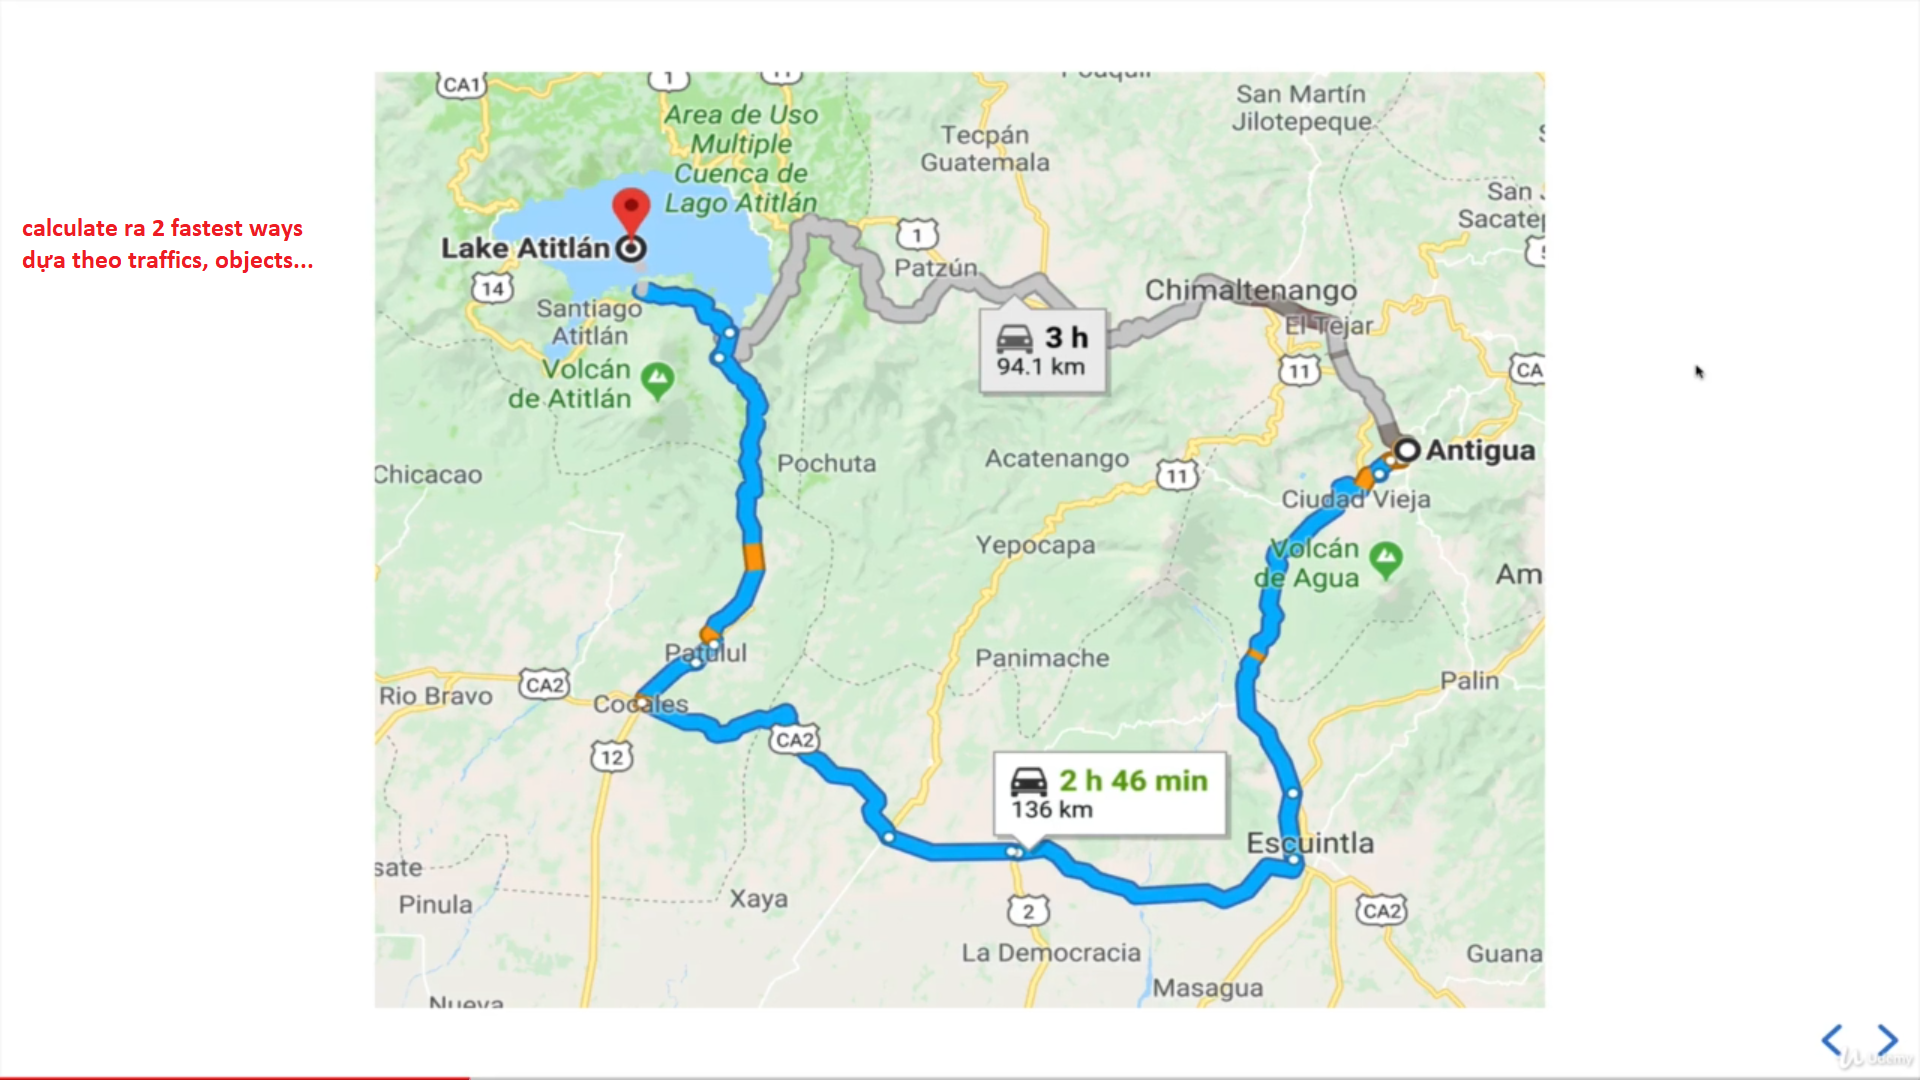 calculate ra 2 fastest ways
dựa theo traffics, objects...
CA1
1
Area de Uso
Multiple
Cuenca de
Lago Atitlán
Tecpán
Guatemala
San Martín
Jilotepeque
San
Lake Atitlán
1
Patzún
14
Santiago
Atitlán
Chimaltenango
El Tejar
3 h
94.1 km
11
CA
Volcán
de Atitlán
Antigua
Chicacao
Pochuta
Acatenango
11
Ciudad Vieja
Yepocapa
Volcán
de Agua
Am
Patulul
Panimache
Palin
Rio Bravo
CA2
Cocales
12
CA2
2 h 46 min
136 km
Escuintla
sate
Pinula
Xaya
2
CA2
La Democracia
Guana
Masagua
Udemy